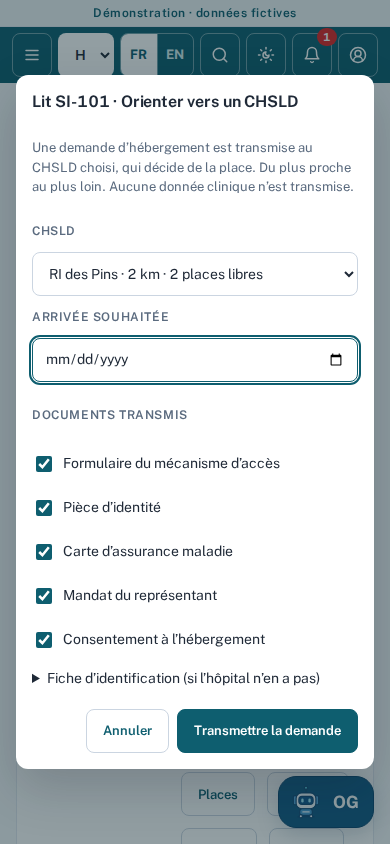 Démonstration · données fictives
H
FR
EN
1
Lit SI-101 · Orienter vers un CHSLD
Une demande d'hébergement est transmise au
CHSLD choisi, qui décide de la place. Du plus proche
au plus loin. Aucune donnée clinique n'est transmise.
CHSLD
RI des Pins · 2 km · 2 places libres
ARRIVÉE SOUHAITÉE
mm/dd/yyyy
DOCUMENTS TRANSMIS
Formulaire du mécanisme d'accès
Pièce d'identité
Carte d'assurance maladie
Mandat du représentant
Consentement à l'hébergement
Fiche d'identification (si l'hôpital n'en a pas)
Annuler
Transmettre la demande
Places
OG